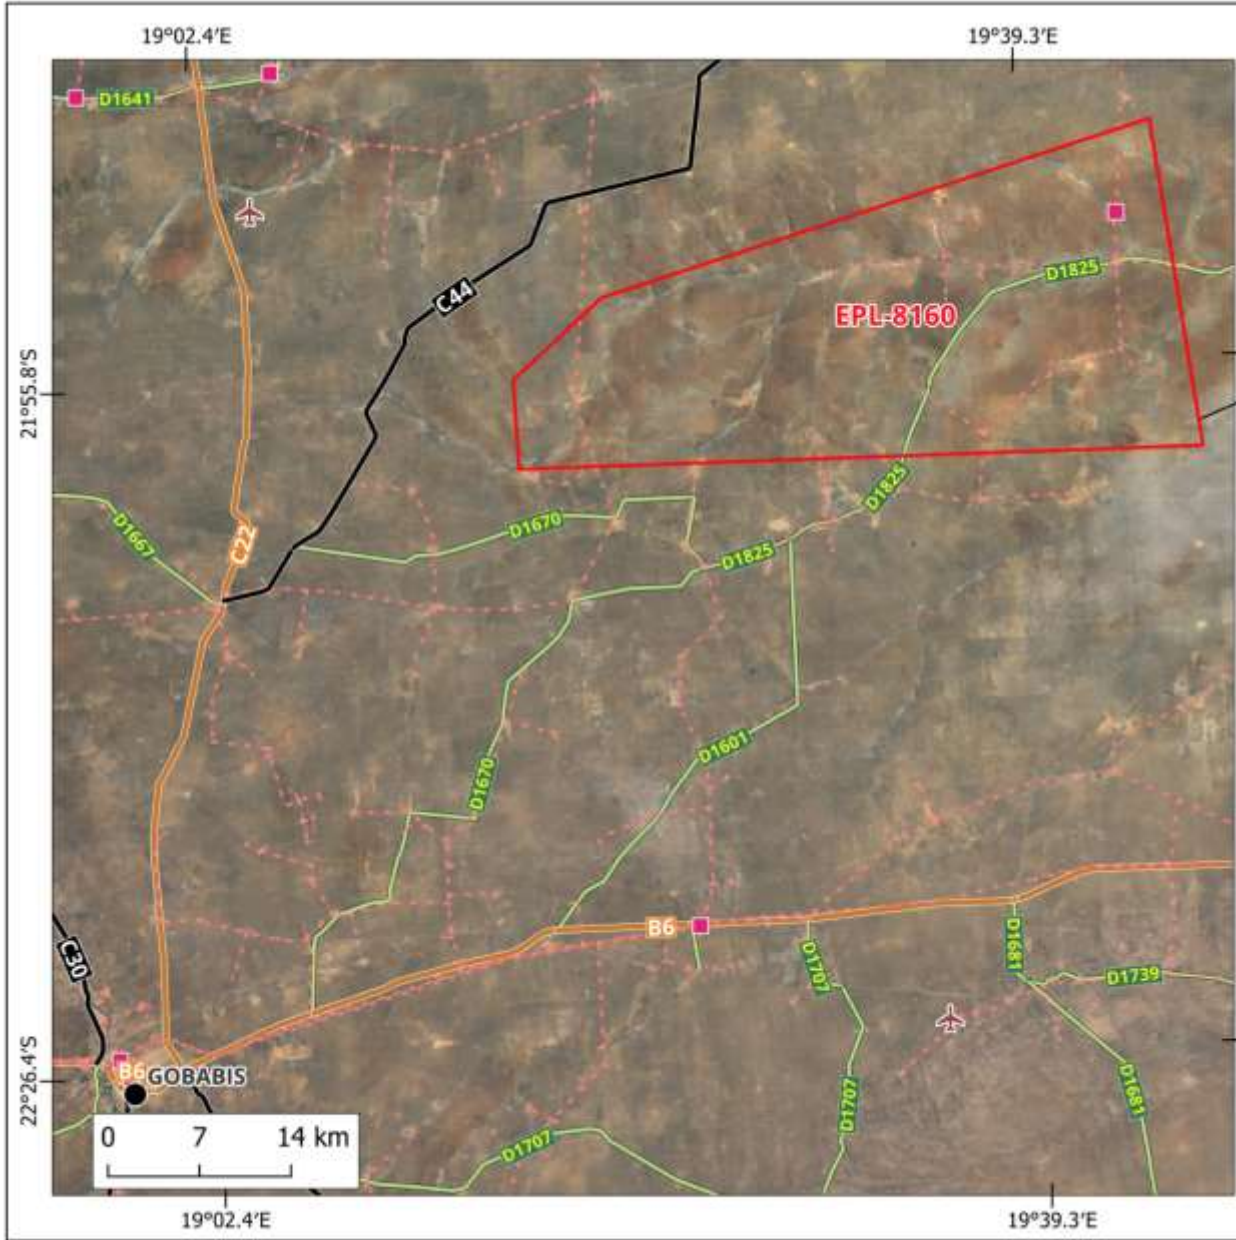 19°02.4′E
19°39.3′E
D1641
D1825
C44
EPL-8160
21°55.8′S
D1825
D1670
D1667
C22
D1825
D1601
D1670
B6
C30
D1707
D1681
D1739
22°26.4′S
B6
GOBABIS
D1681
D1707
0 7 14 km
D1707
19°02.4′E
19°39.3′E